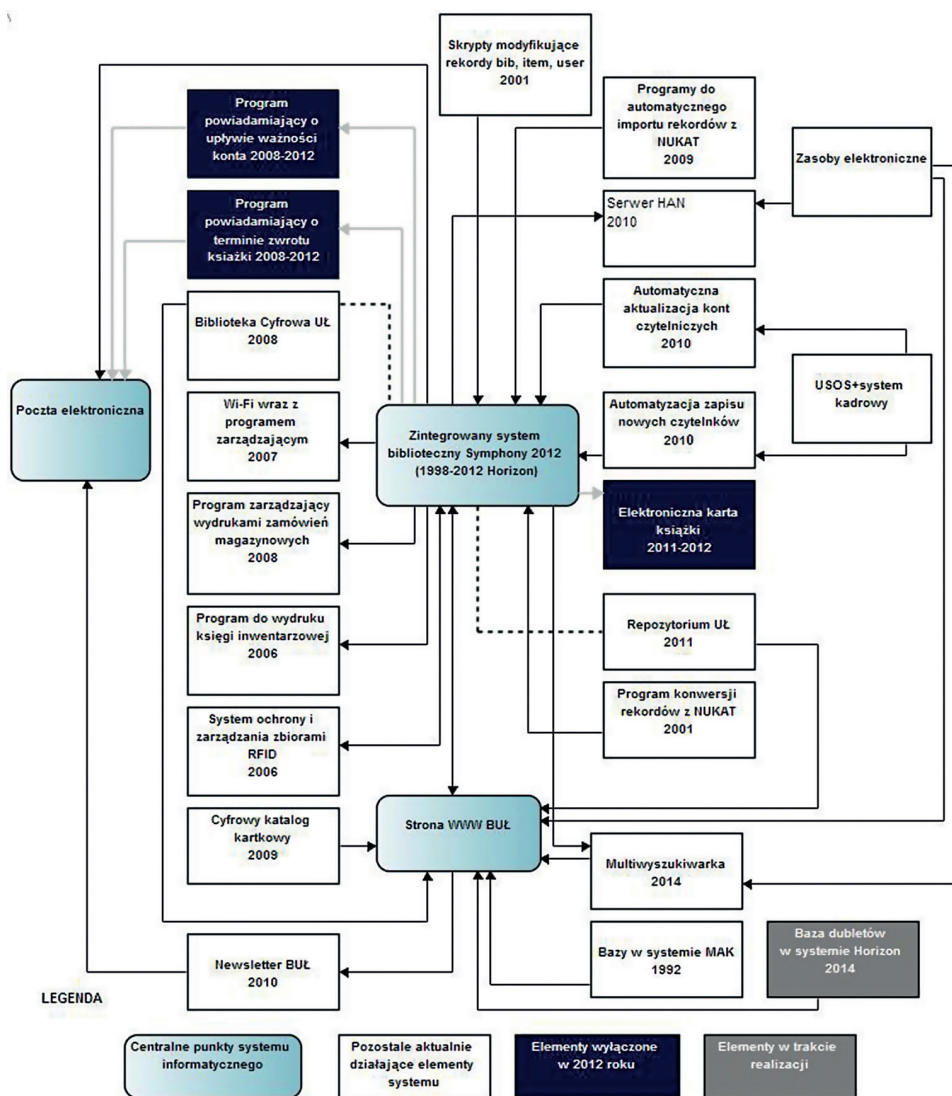 Skrypty modyfikujące
rekordy bib, item, user
2001
Program
powiadamiający o
upływie ważności
konta 2008-2012
Programy do
automatycznego
importu rekordów z
NUKAT
2009
Zasoby elektroniczne
Program
powiadamiający o
terminie zwrotu
ksiażki 2008-2012
Serwer HAN
2010
Biblioteka Cyfrowa UŁ
2008
Automatyczna
aktualizacja kont
czytelniczych
2010
Poczta elektroniczna
USOS+system
kadrowy
Wi-Fi wraz z
programem
zarządzającym
2007
Zintegrowany system
biblioteczny Symphony 2012
(1998-2012 Horizon)
Automatyzacja zapisu
nowych czytelnków
2010
Program zarządzający
wydrukami zamówień
magazynowych
2008
Elektroniczna karta
książki
2011-2012
Program do wydruku
księgi inwentarzowej
2006
Repozytorium UŁ
2011
System ochrony i
zarządzania zbiorami
RFID
2006
Program konwersji
rekordów z NUKAT
2001
Cyfrowy katalog
kartkowy
2009
Strona WWW BUŁ
Multiwyszukiwarka
2014
Newsletter BUŁ
2010
Bazy w systemie MAK
1992
Baza dubletów
w systemie Horizon
2014
LEGENDA
Centralne punkty systemu
informatycznego
Pozostałe aktualnie
działające elementy
systemu
Elementy wyłączone
w 2012 roku
Elementy w trakcie
realizacji